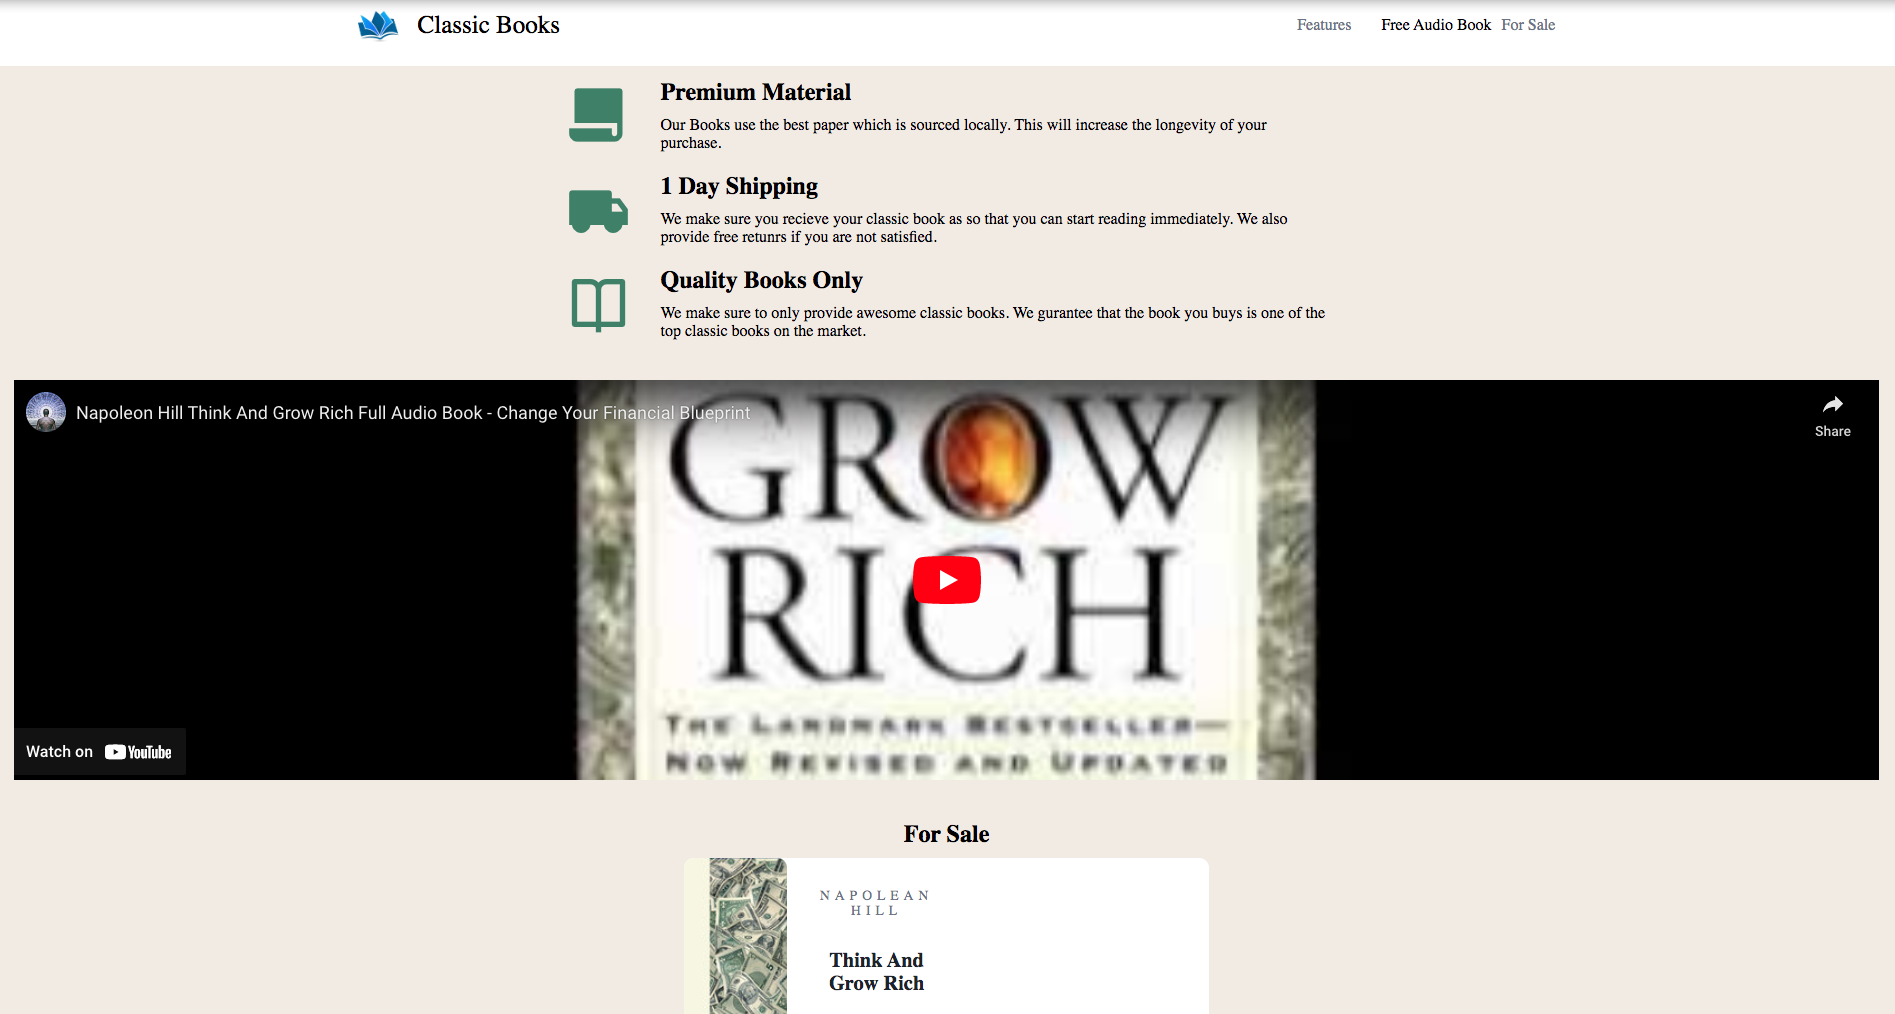 Classic Books
Features Free Audio Book For Sale
Premium Material
Our Books use the best paper which is sourced locally. This will increase the longevity of your
purchase.
1 Day Shipping
We make sure you recieve your classic book as so that you can start reading immediately. We also
provide free retunrs if you are not satisfied.
Quality Books Only
We make sure to only provide awesome classic books. We gurantee that the book you buys is one of the
top classic books on the market.
Napoleon Hill Think And Grow Rich Full Audio Book - Change Your Financial Blueprint
Share
GROW
RICH
THE LANDMARK BESTSELLER—
NOW REVISED AND UPDATED
Watch on YouTube
For Sale
NAPOLEAN
HILL
Think And
Grow Rich